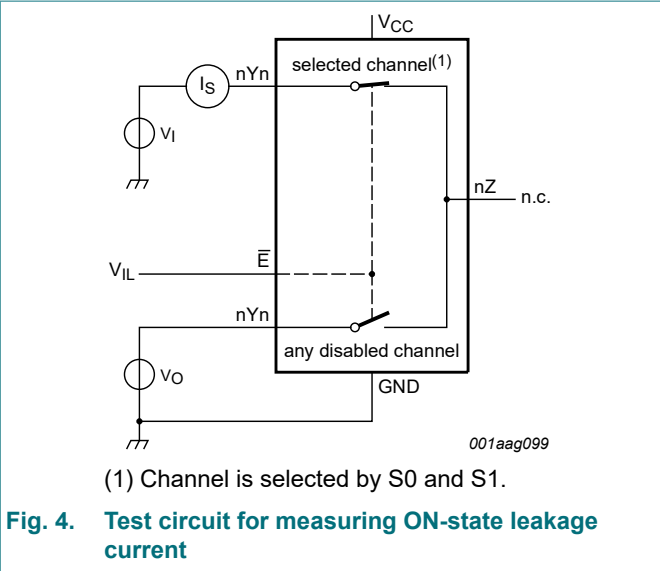 VCC
selected channel(1)
nYn
IS
VI
nZ
n.c.
E̅
VIL
nYn
any disabled channel
VO
GND
001aag099
(1) Channel is selected by S0 and S1.
Fig. 4. Test circuit for measuring ON-state leakage
current